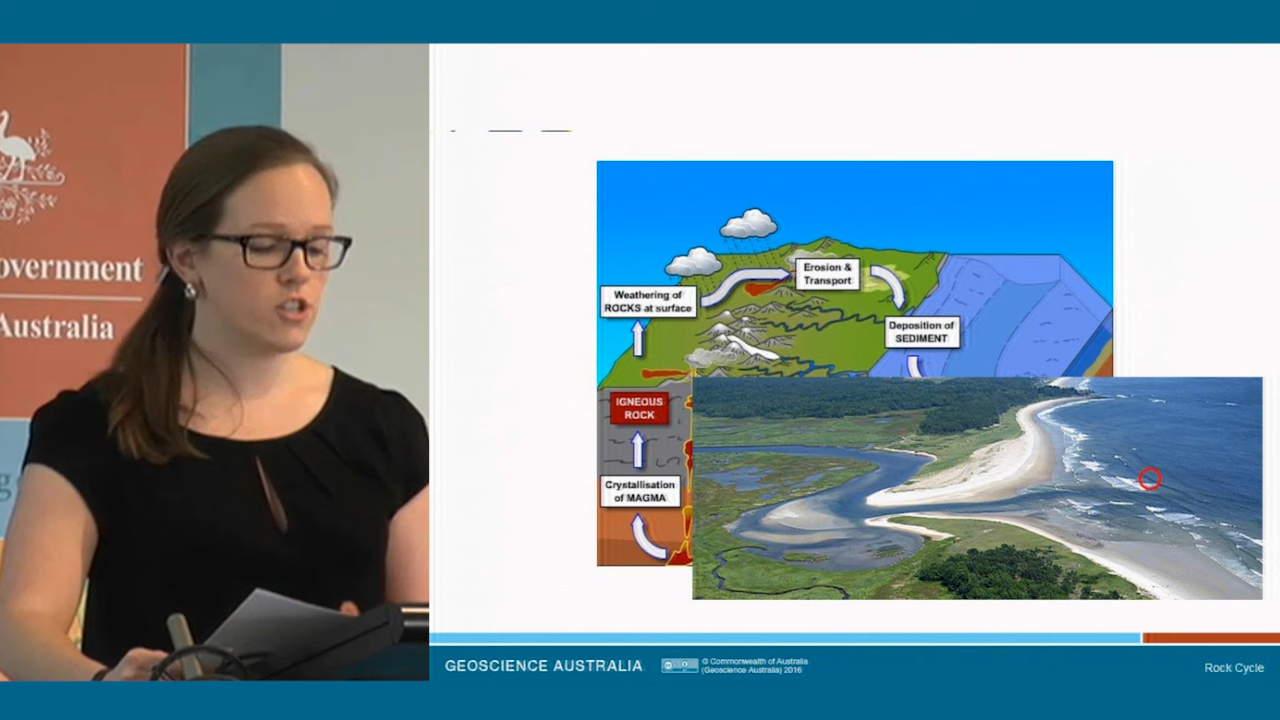 overnment
Australia
Weathering of
ROCKS at surface
Erosion &
Transport
Deposition of
SEDIMENT
IGNEOUS
ROCK
Crystallisation
of MAGMA
GEOSCIENCE AUSTRALIA
© Commonwealth of Australia
(Geoscience Australia) 2016
Rock Cycle